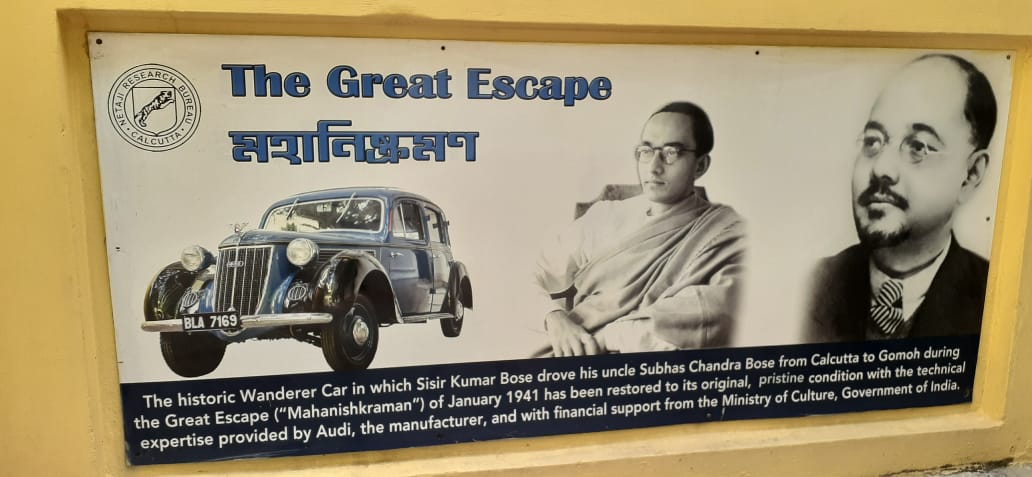 NETAJI RESEARCH BUREAU
CALCUTTA
The Great Escape
মহানিষ্ক্রমণ
BLA 7169
The historic Wanderer Car in which Sisir Kumar Bose drove his uncle Subhas Chandra Bose from Calcutta to Gomoh during
the Great Escape (“Mahanishkraman”) of January 1941 has been restored to its original, pristine condition with the technical
expertise provided by Audi, the manufacturer, and with financial support from the Ministry of Culture, Government of India.